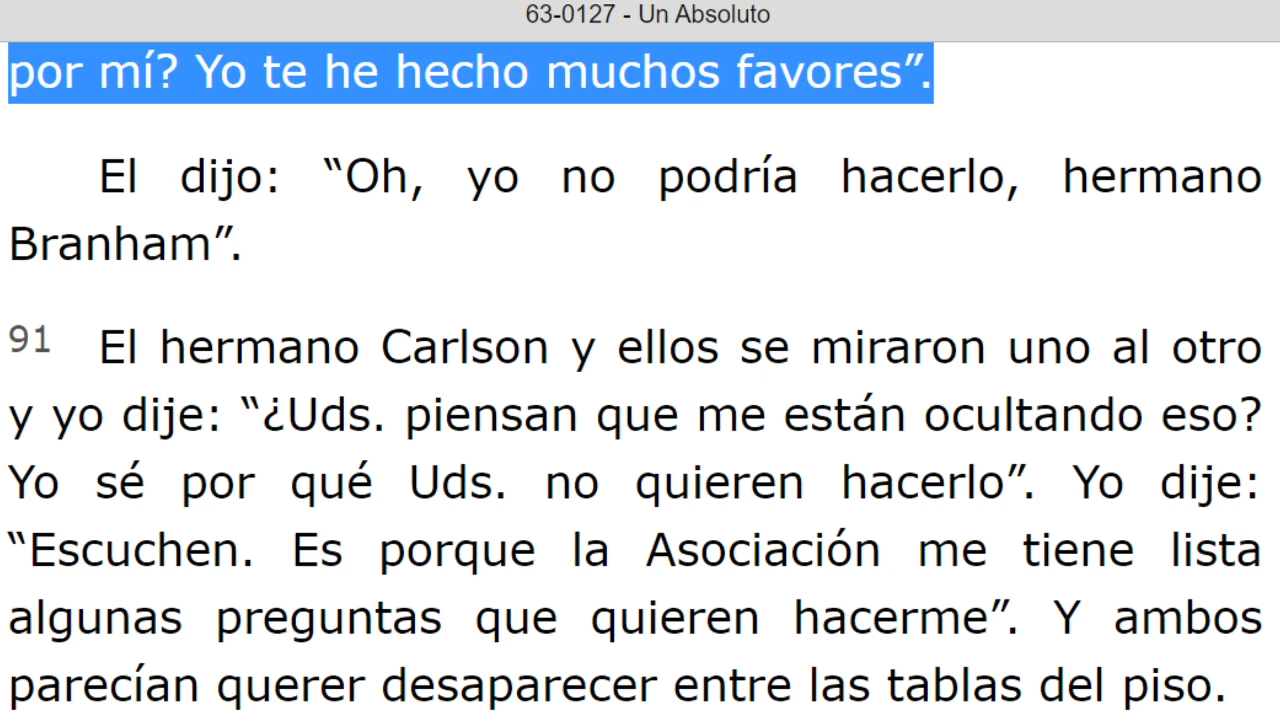 63-0127 - Un Absoluto
por mí? Yo te he hecho muchos favores”.
El dijo: “Oh, yo no podría hacerlo, hermano
Branham”.
91 El hermano Carlson y ellos se miraron uno al otro
y yo dije: “¿Uds. piensan que me están ocultando eso?
Yo sé por qué Uds. no quieren hacerlo”. Yo dije:
“Escuchen. Es porque la Asociación me tiene lista
algunas preguntas que quieren hacerme”. Y ambos
parecían querer desaparecer entre las tablas del piso.